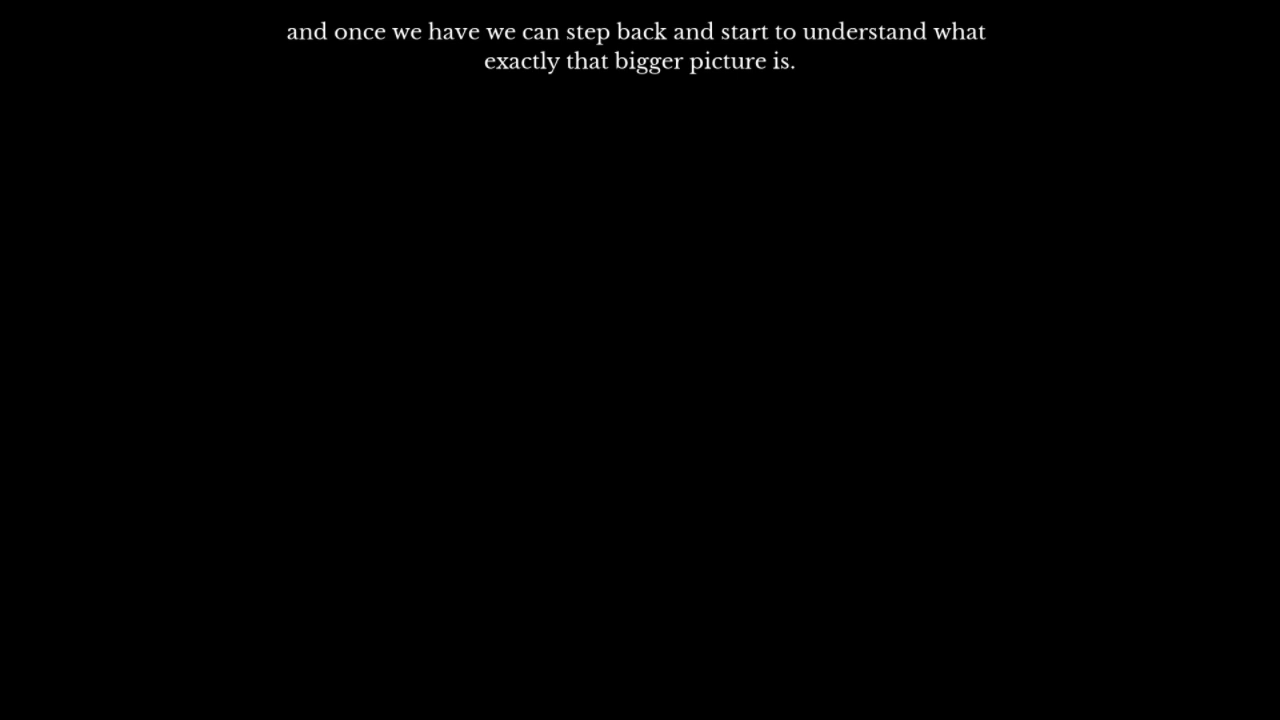 and once we have we can step back and start to understand what
exactly that bigger picture is.